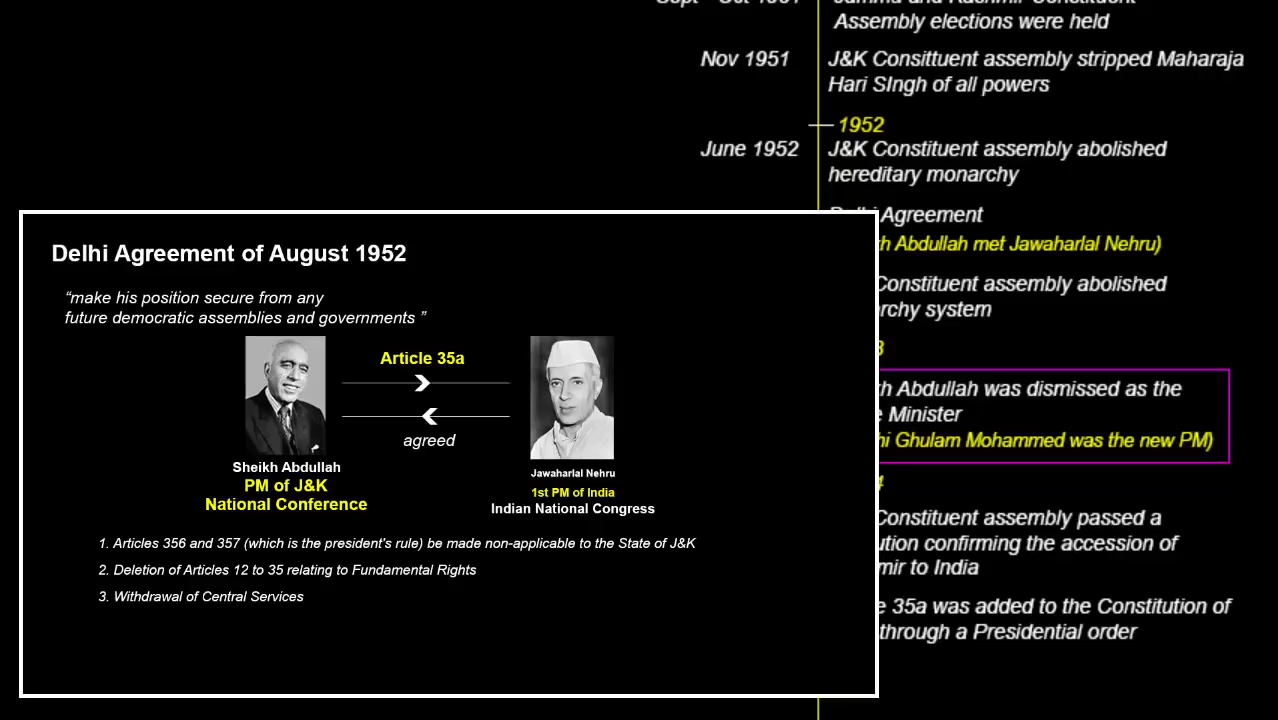 Assembly elections were held
Nov 1951
J&K Consittuent assembly stripped Maharaja
Hari SIngh of all powers
1952
June 1952
J&K Constituent assembly abolished
hereditary monarchy
Agreement
Abdullah met Jawaharlal Nehru)
Constituent assembly abolished
system
Abdullah was dismissed as the
Minister
Ghulam Mohammed was the new PM)
Constituent assembly passed a
confirming the accession of
to India
35a was added to the Constitution of
through a Presidential order
Delhi Agreement of August 1952
“make his position secure from any
future democratic assemblies and governments ”
Article 35a
agreed
Sheikh Abdullah
PM of J&K
National Conference
Jawaharlal Nehru
1st PM of India
Indian National Congress
1. Articles 356 and 357 (which is the president's rule) be made non-applicable to the State of J&K
2. Deletion of Articles 12 to 35 relating to Fundamental Rights
3. Withdrawal of Central Services